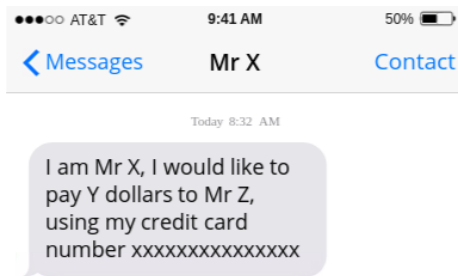 AT&T 9:41 AM 50%
Messages Mr X Contact
Today 8:32 AM
I am Mr X, I would like to
pay Y dollars to Mr Z,
using my credit card
number xxxxxxxxxxxxxxx